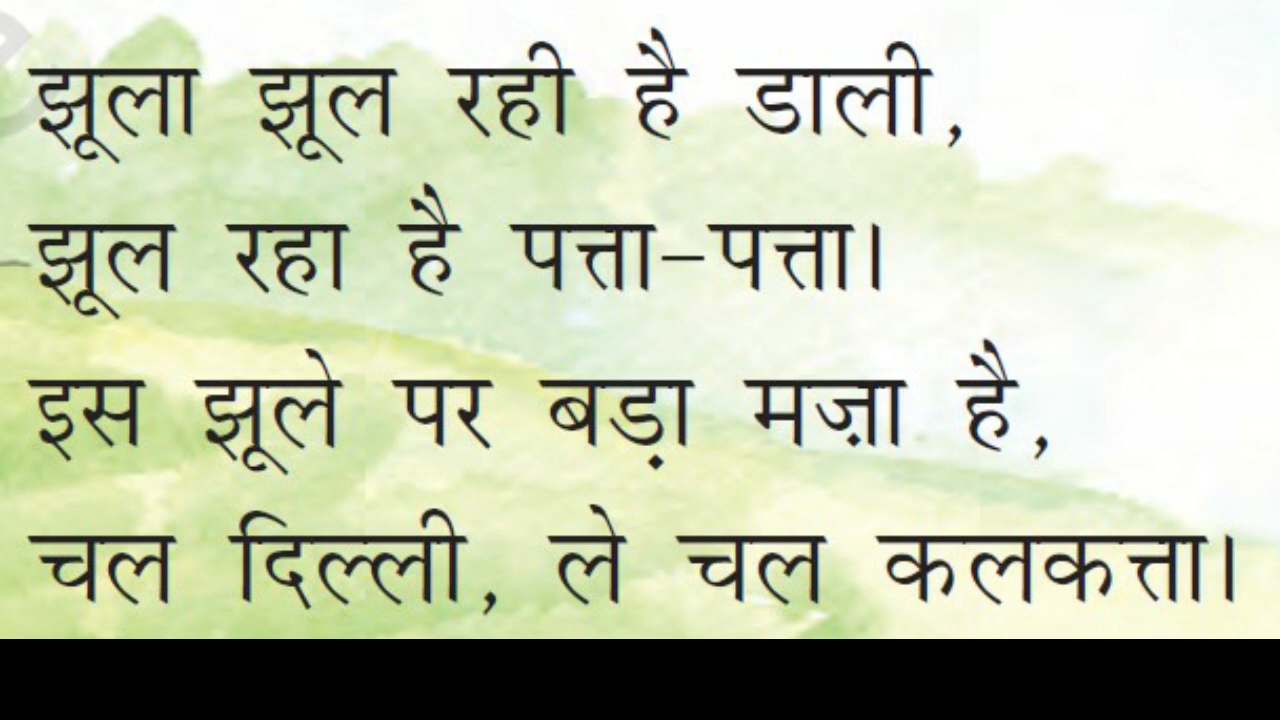 झूला झूल रही है डाली,
झूल रहा है पत्ता-पत्ता।
इस झूले पर बड़ा मज़ा है,
चल दिल्ली, ले चल कलकत्ता।